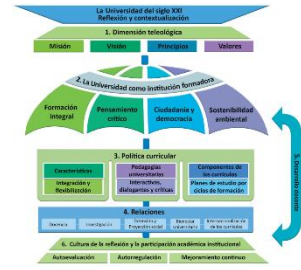 La Universidad del siglo XXI
Reflexión y contextualización
1. Dimensión teleológica
Misión
Visión
Principios
Valores
2. La Universidad como institución formadora
Formación
integral
Pensamiento
crítico
Ciudadanía y
democracia
Sostenibilidad
ambiental
3. Política curricular
Características
Integración y
flexibilización
Pedagogías
universitarias
Interactivas,
dialogantes y críticas
Componentes de
los currículos
Planes de estudio por
ciclos de formación
4. Relaciones
Docencia
Investigación
Extensión y
Proyección social
Bienestar
universitario
Internacionalización
de los currículos
5. Desarrollo docente
6. Cultura de la reflexión y la participación académica institucional
Autoevaluación
Autorregulación
Mejoramiento continuo